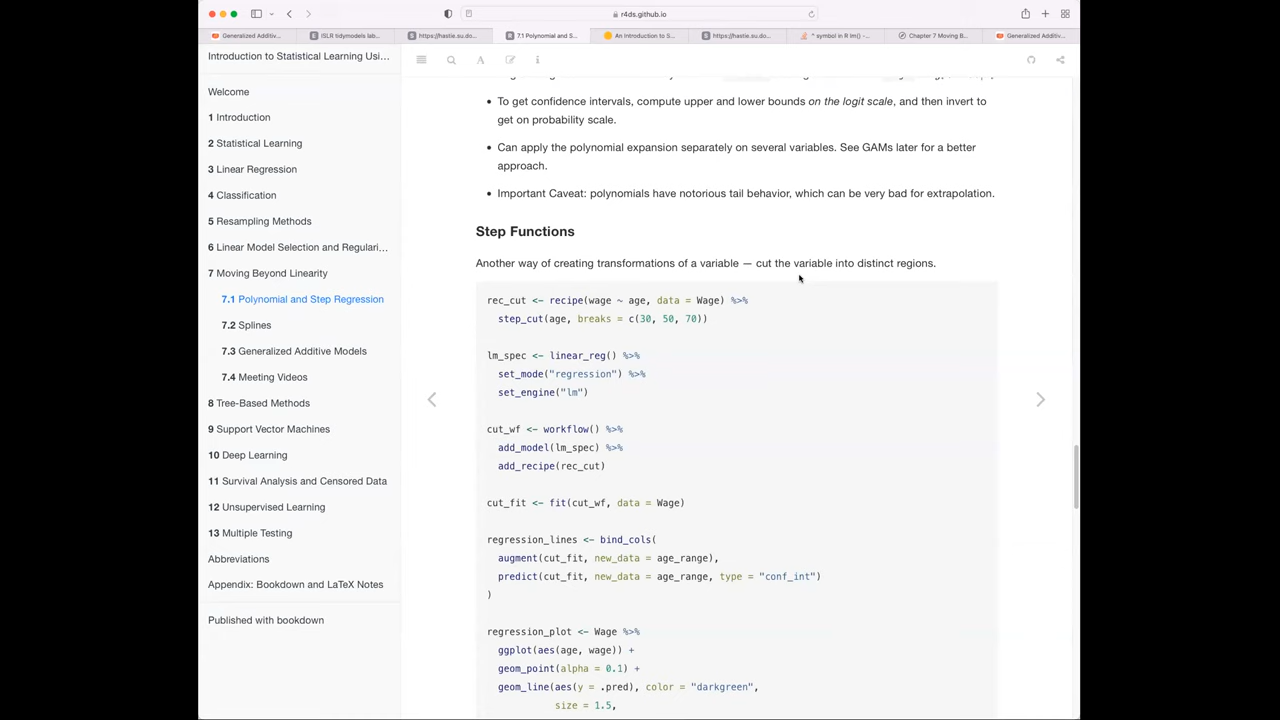 r4ds.github.io
Generalized Additiv...
ISLR tidymodels lab...
https://hastie.su.do...
7.1 Polynomial and S...
An Introduction to S...
https://hastie.su.do...
^ symbol in R lm() -...
Chapter 7 Moving B...
Generalized Additiv...
Introduction to Statistical Learning Usi...
Welcome
1 Introduction
2 Statistical Learning
3 Linear Regression
4 Classification
5 Resampling Methods
6 Linear Model Selection and Regulari...
7 Moving Beyond Linearity
7.1 Polynomial and Step Regression
7.2 Splines
7.3 Generalized Additive Models
7.4 Meeting Videos
8 Tree-Based Methods
9 Support Vector Machines
10 Deep Learning
11 Survival Analysis and Censored Data
12 Unsupervised Learning
13 Multiple Testing
Abbreviations
Appendix: Bookdown and LaTeX Notes
Published with bookdown
• To get confidence intervals, compute upper and lower bounds on the logit scale, and then invert to
get on probability scale.
• Can apply the polynomial expansion separately on several variables. See GAMs later for a better
approach.
• Important Caveat: polynomials have notorious tail behavior, which can be very bad for extrapolation.
Step Functions
Another way of creating transformations of a variable — cut the variable into distinct regions.
rec_cut <- recipe(wage ~ age, data = Wage) %>%
step_cut(age, breaks = c(30, 50, 70))
lm_spec <- linear_reg() %>%
set_mode("regression") %>%
set_engine("lm")
cut_wf <- workflow() %>%
add_model(lm_spec) %>%
add_recipe(rec_cut)
cut_fit <- fit(cut_wf, data = Wage)
regression_lines <- bind_cols(
augment(cut_fit, new_data = age_range),
predict(cut_fit, new_data = age_range, type = "conf_int")
)
regression_plot <- Wage %>%
ggplot(aes(age, wage)) +
geom_point(alpha = 0.1) +
geom_line(aes(y = .pred), color = "darkgreen",
size = 1.5,